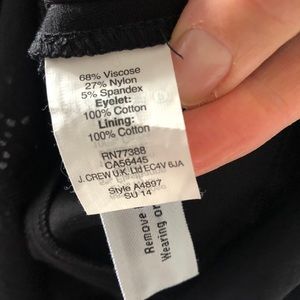 68% Viscose
27% Nylon
5% Spandex
Eyelet:
100% Cotton
Lining:
100% Cotton
RN77388
CA56445
J.CREW U.K. Ltd EC4V 6JA
Style A4897
SU 14
Remove
Wearing or